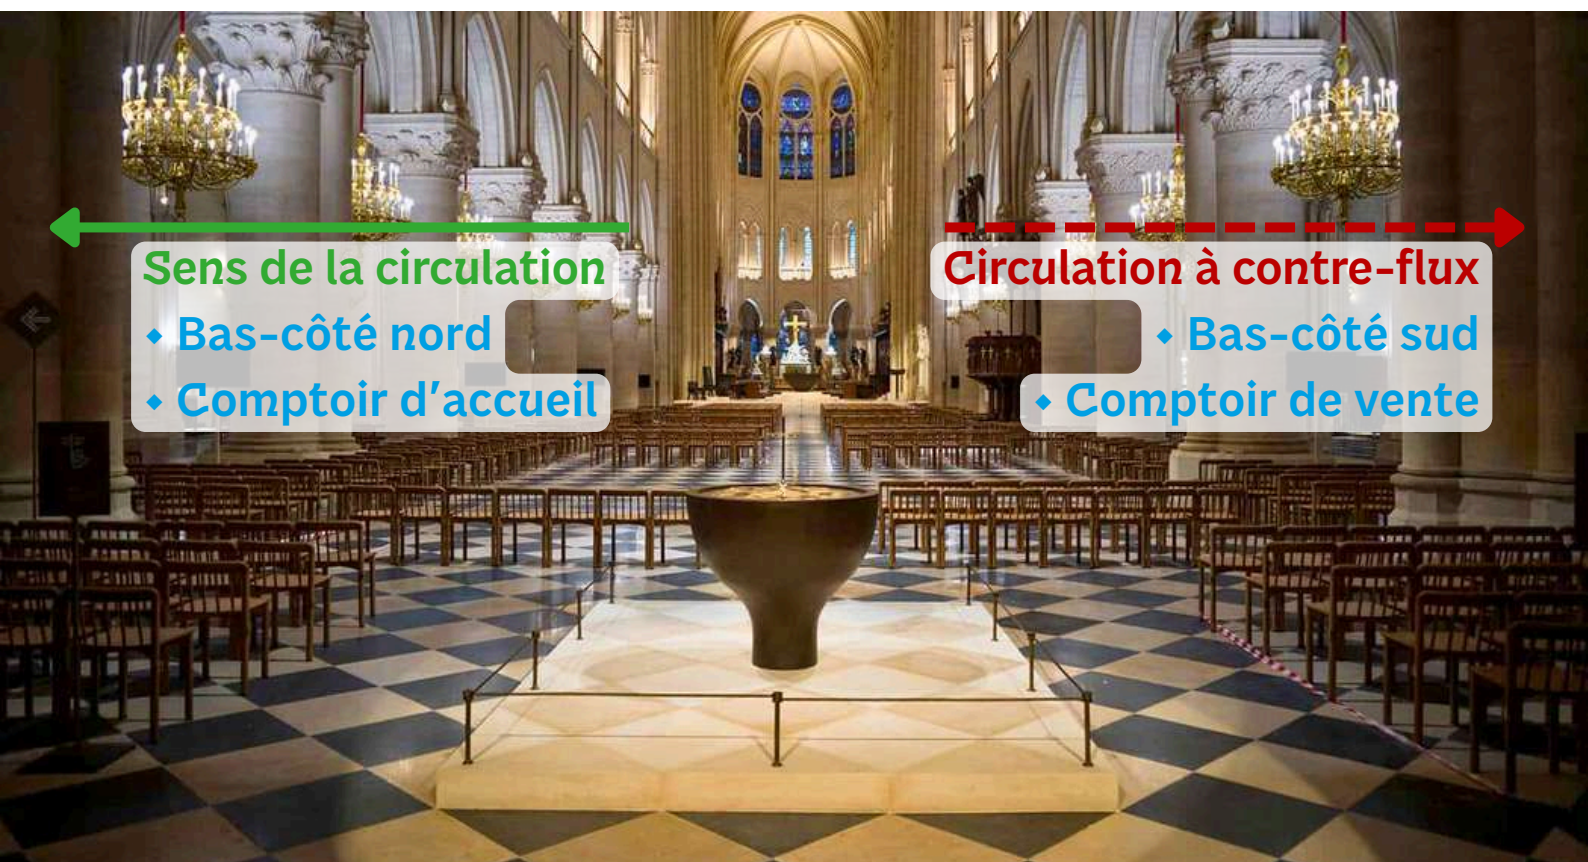 Sens de la circulation
◆ Bas-côté nord
◆ Comptoir d'accueil
Circulation à contre-flux
◆ Bas-côté sud
◆ Comptoir de vente